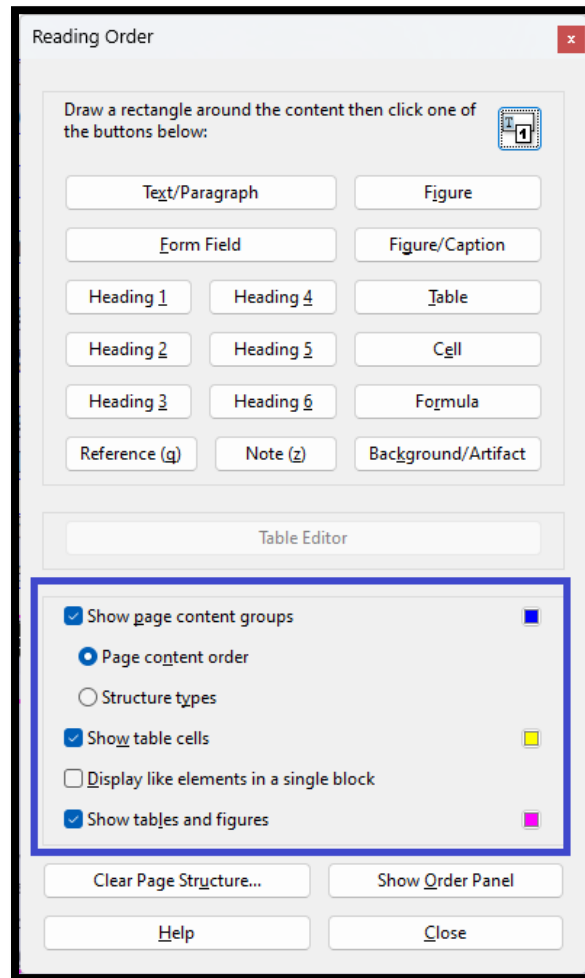 Reading Order
x
Draw a rectangle around the content then click one of
the buttons below:
T
1
Text/Paragraph
Figure
Form Field
Figure/Caption
Heading 1
Heading 4
Table
Heading 2
Heading 5
Cell
Heading 3
Heading 6
Formula
Reference (q)
Note (z)
Background/Artifact
Table Editor
Show page content groups
Page content order
Structure types
Show table cells
Display like elements in a single block
Show tables and figures
Clear Page Structure...
Show Order Panel
Help
Close